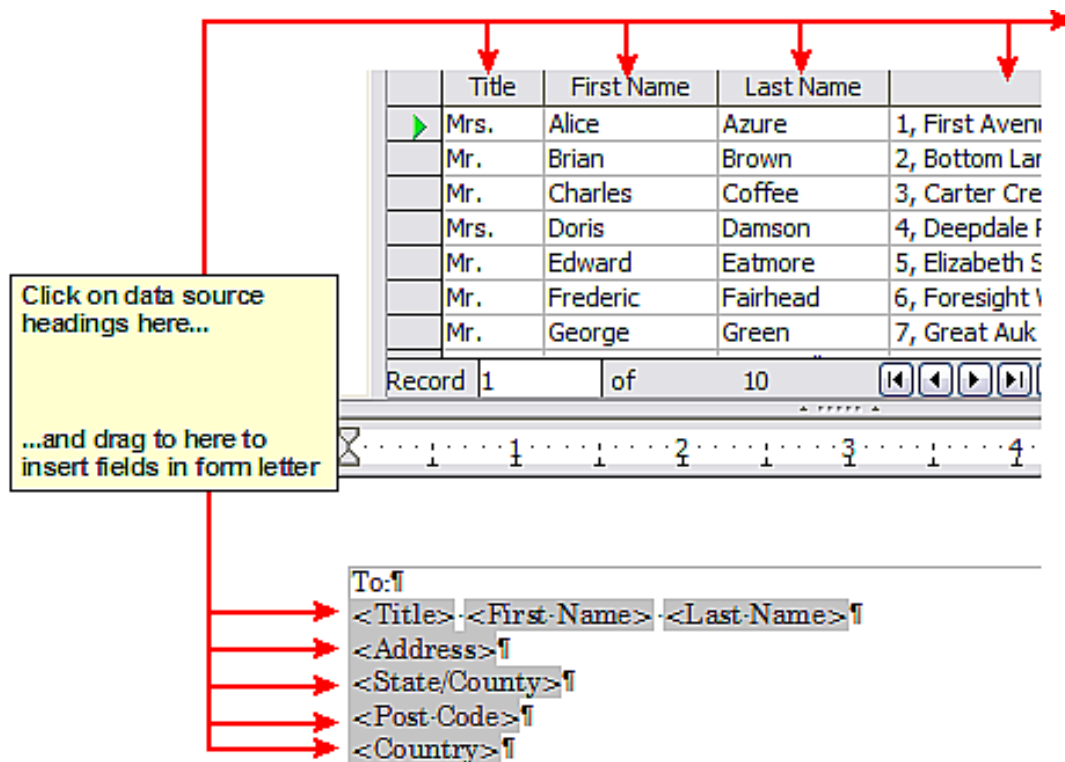 Title First Name Last Name
Mrs. Alice Azure 1, First Avenu
Mr. Brian Brown 2, Bottom Lan
Mr. Charles Coffee 3, Carter Cre
Mrs. Doris Damson 4, Deepdale
Mr. Edward Eatmore 5, Elizabeth S
Mr. Frederic Fairhead 6, Foresight
Mr. George Green 7, Great Auk
Record 1 of 10
Click on data source
headings here...
...and drag to here to
insert fields in form letter
1 2 3 4
To:¶
<Title>·<First·Name>·<Last·Name>¶
<Address>¶
<State/County>¶
<Post·Code>¶
<Country>¶